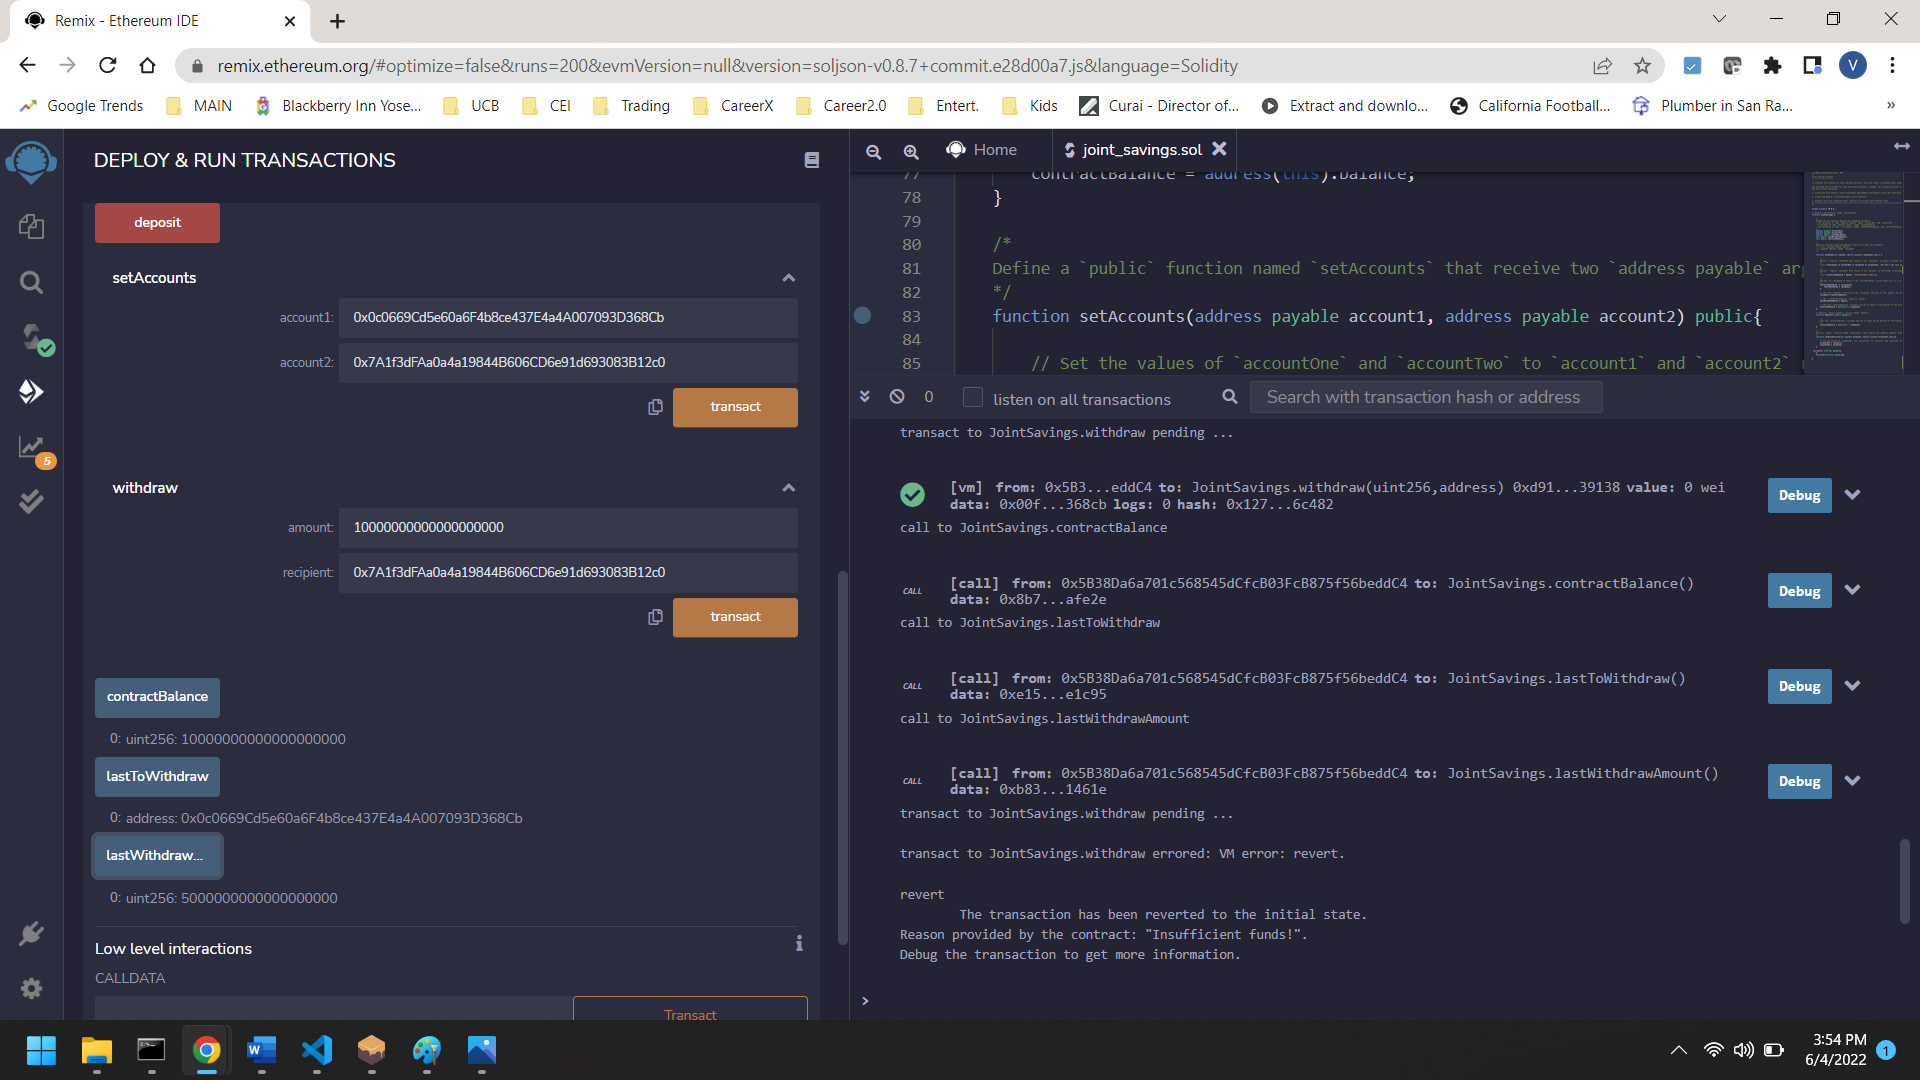 Remix - Ethereum IDE
remix.ethereum.org/#optimize=false&runs=200&evmVersion=null&version=soljson-v0.8.7+commit.e28d00a7.js&language=Solidity
V
Google Trends
MAIN
Blackberry Inn Yose...
UCB
CEI
Trading
CareerX
Career2.0
Entert.
Kids
Curai - Director of...
Extract and downlo...
California Football...
Plumber in San Ra...
»
DEPLOY & RUN TRANSACTIONS
deposit
setAccounts
account1: 0x0c0669Cd5e60a6F4b8ce437E4a4A007093D368Cb
account2: 0x7A1f3dFAa0a4a19844B606CD6e91d693083B12c0
transact
withdraw
amount: 10000000000000000000
recipient: 0x7A1f3dFAa0a4a19844B606CD6e91d693083B12c0
transact
contractBalance
0: uint256: 10000000000000000000
lastToWithdraw
0: address: 0x0c0669Cd5e60a6F4b8ce437E4a4A007093D368Cb
lastWithdraw...
0: uint256: 5000000000000000000
Low level interactions
CALLDATA
Transact
5
Home
joint_savings.sol
77 contractBalance = address(this).balance;
78 }
79
80 /*
81 Define a `public` function named `setAccounts` that receive two `address payable` ar
82 */
83 function setAccounts(address payable account1, address payable account2) public{
84
85 // Set the values of `accountOne` and `accountTwo` to `account1` and `account2`
0
listen on all transactions
Search with transaction hash or address
transact to JointSavings.withdraw pending ...
[vm] from: 0x5B3...eddC4 to: JointSavings.withdraw(uint256,address) 0xd91...39138 value: 0 wei
data: 0x00f...368cb logs: 0 hash: 0x127...6c482
Debug
call to JointSavings.contractBalance
CALL [call] from: 0x5B38Da6a701c568545dCfcB03FcB875f56beddC4 to: JointSavings.contractBalance()
data: 0x8b7...afe2e
Debug
call to JointSavings.lastToWithdraw
CALL [call] from: 0x5B38Da6a701c568545dCfcB03FcB875f56beddC4 to: JointSavings.lastToWithdraw()
data: 0xe15...e1c95
Debug
call to JointSavings.lastWithdrawAmount
CALL [call] from: 0x5B38Da6a701c568545dCfcB03FcB875f56beddC4 to: JointSavings.lastWithdrawAmount()
data: 0xb83...1461e
Debug
transact to JointSavings.withdraw pending ...
transact to JointSavings.withdraw errored: VM error: revert.
revert
The transaction has been reverted to the initial state.
Reason provided by the contract: "Insufficient funds!".
Debug the transaction to get more information.
>
3:54 PM
6/4/2022
1